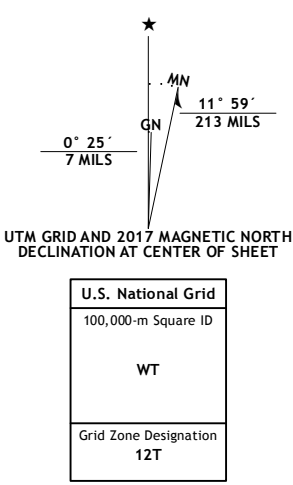 ★
MN
GN
11° 59´
213 MILS
0° 25´
7 MILS
UTM GRID AND 2017 MAGNETIC NORTH
DECLINATION AT CENTER OF SHEET
U.S. National Grid
100,000-m Square ID
WT
Grid Zone Designation
12T